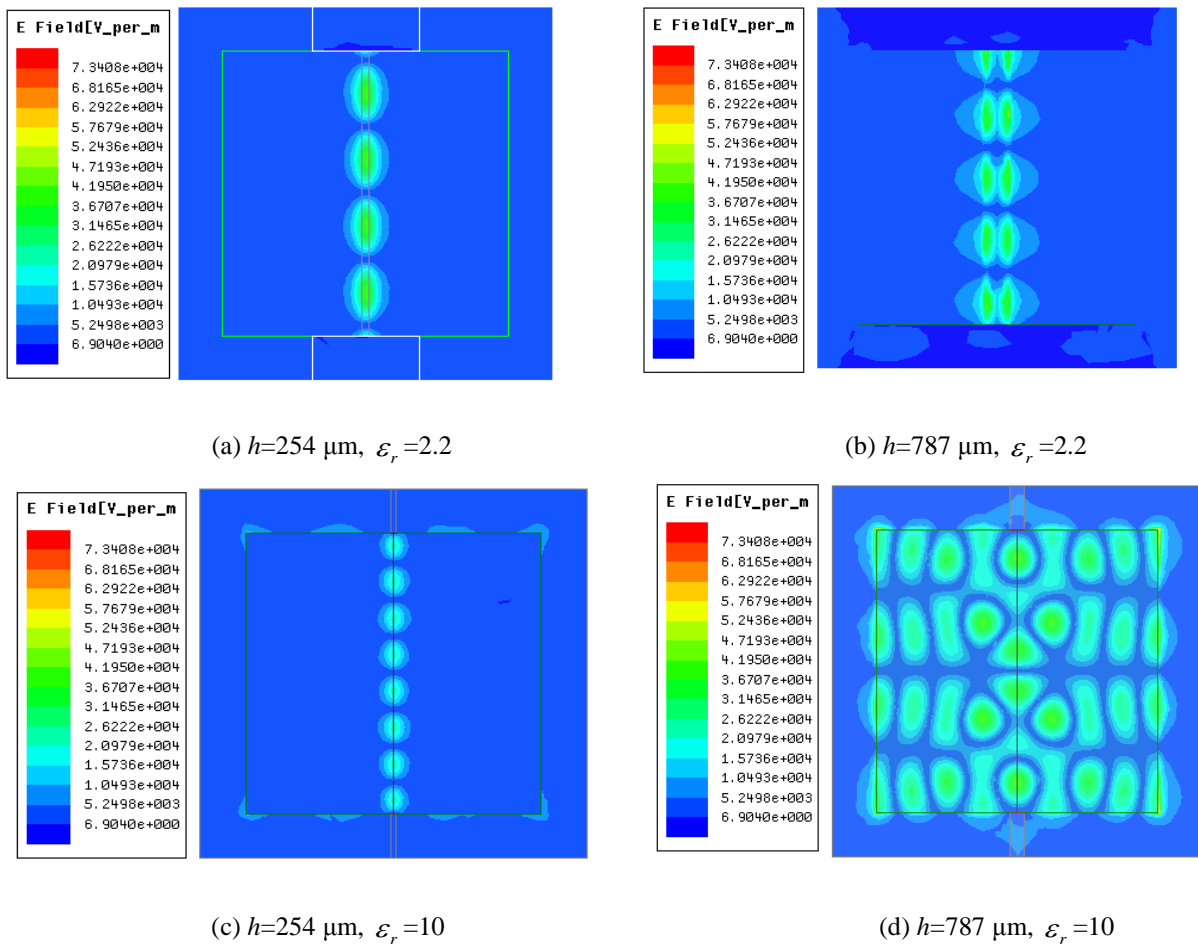 E Field[V_per_m
7.3408e+004
6.8165e+004
6.2922e+004
5.7679e+004
5.2436e+004
4.7193e+004
4.1950e+004
3.6707e+004
3.1465e+004
2.6222e+004
2.0979e+004
1.5736e+004
1.0493e+004
5.2498e+003
6.9040e+000
E Field[V_per_m
7.3408e+004
6.8165e+004
6.2922e+004
5.7679e+004
5.2436e+004
4.7193e+004
4.1950e+004
3.6707e+004
3.1465e+004
2.6222e+004
2.0979e+004
1.5736e+004
1.0493e+004
5.2498e+003
6.9040e+000
(a) h=254 μm, εr=2.2
(b) h=787 μm, εr=2.2
E Field[V_per_m
7.3408e+004
6.8165e+004
6.2922e+004
5.7679e+004
5.2436e+004
4.7193e+004
4.1950e+004
3.6707e+004
3.1465e+004
2.6222e+004
2.0979e+004
1.5736e+004
1.0493e+004
5.2498e+003
6.9040e+000
E Field[V_per_m
7.3408e+004
6.8165e+004
6.2922e+004
5.7679e+004
5.2436e+004
4.7193e+004
4.1950e+004
3.6707e+004
3.1465e+004
2.6222e+004
2.0979e+004
1.5736e+004
1.0493e+004
5.2498e+003
6.9040e+000
(c) h=254 μm, εr=10
(d) h=787 μm, εr=10